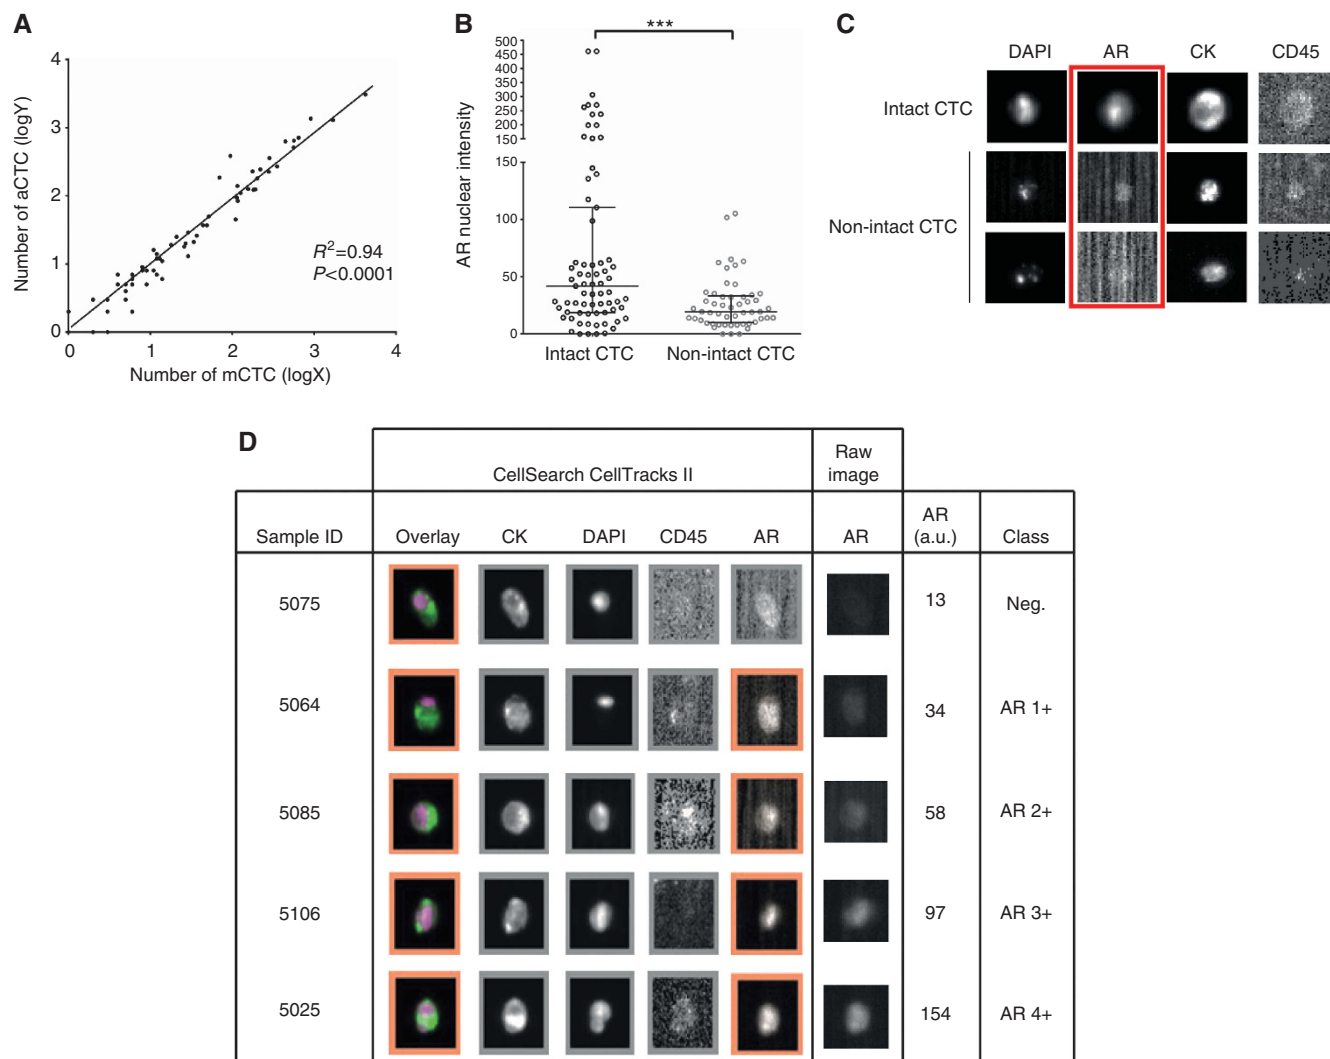 A
Number of aCTC (logY)
4
3
2
1
0
R²=0.94
P<0.0001
0 1 2 3 4
Number of mCTC (logX)
B
***
AR nuclear intensity
500
450
400
350
300
250
200
150
150
100
50
0
Intact CTC Non-intact CTC
C
DAPI AR CK CD45
Intact CTC
Non-intact CTC
D
CellSearch CellTracks II
Raw
image
Sample ID Overlay CK DAPI CD45 AR AR
AR
(a.u.)
Class
5075 13 Neg.
5064 34 AR 1+
5085 58 AR 2+
5106 97 AR 3+
5025 154 AR 4+